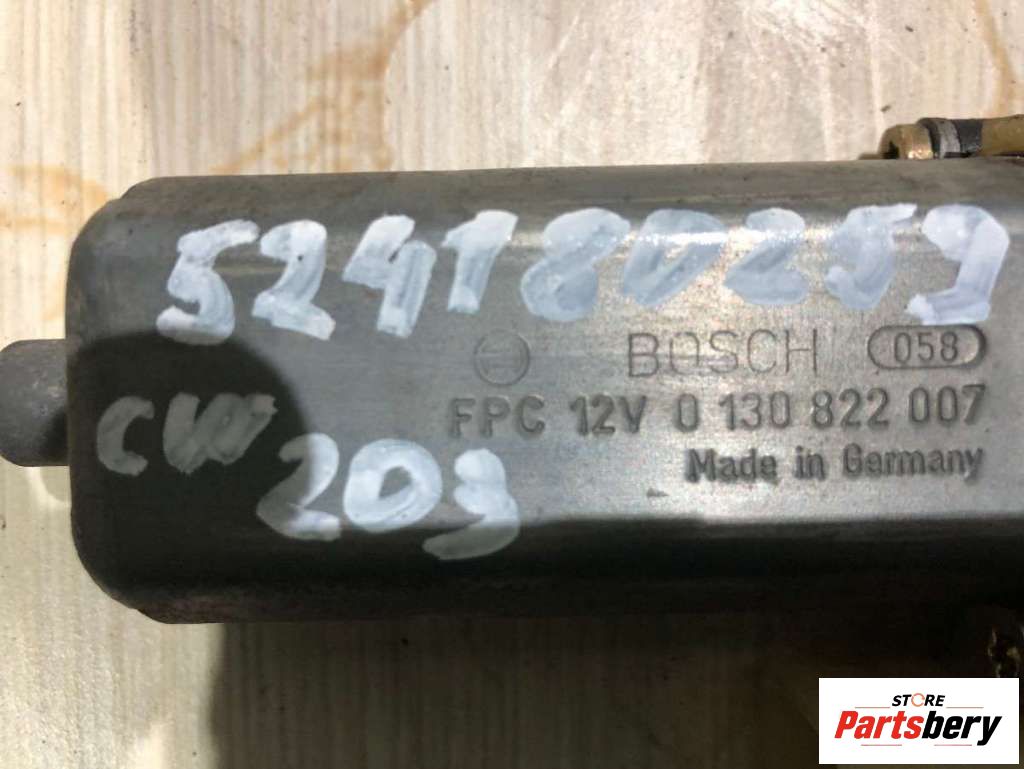 524180259
BOSCH 058
FPC 12V 0 130 822 007
Made in Germany
CW
203
STORE
Partsbery